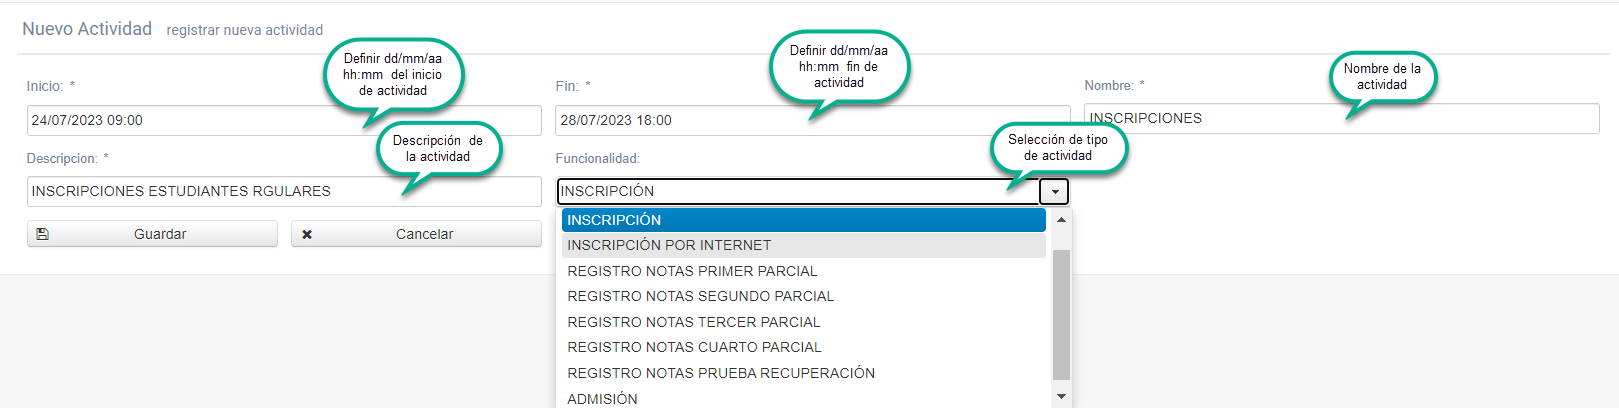 Nuevo Actividad registrar nueva actividad
Definir dd/mm/aa
hh:mm del inicio
de actividad
Definir dd/mm/aa
hh:mm fin de
actividad
Nombre de la
actividad
Inicio: *
Fin: *
Nombre: *
24/07/2023 09:00
28/07/2023 18:00
INSCRIPCIONES
Descripción de
la actividad
Selección de tipo
de actividad
Descripcion: *
Funcionalidad:
INSCRIPCIONES ESTUDIANTES RGULARES
INSCRIPCIÓN
Guardar
Cancelar
INSCRIPCIÓN
INSCRIPCIÓN POR INTERNET
REGISTRO NOTAS PRIMER PARCIAL
REGISTRO NOTAS SEGUNDO PARCIAL
REGISTRO NOTAS TERCER PARCIAL
REGISTRO NOTAS CUARTO PARCIAL
REGISTRO NOTAS PRUEBA RECUPERACIÓN
ADMISIÓN